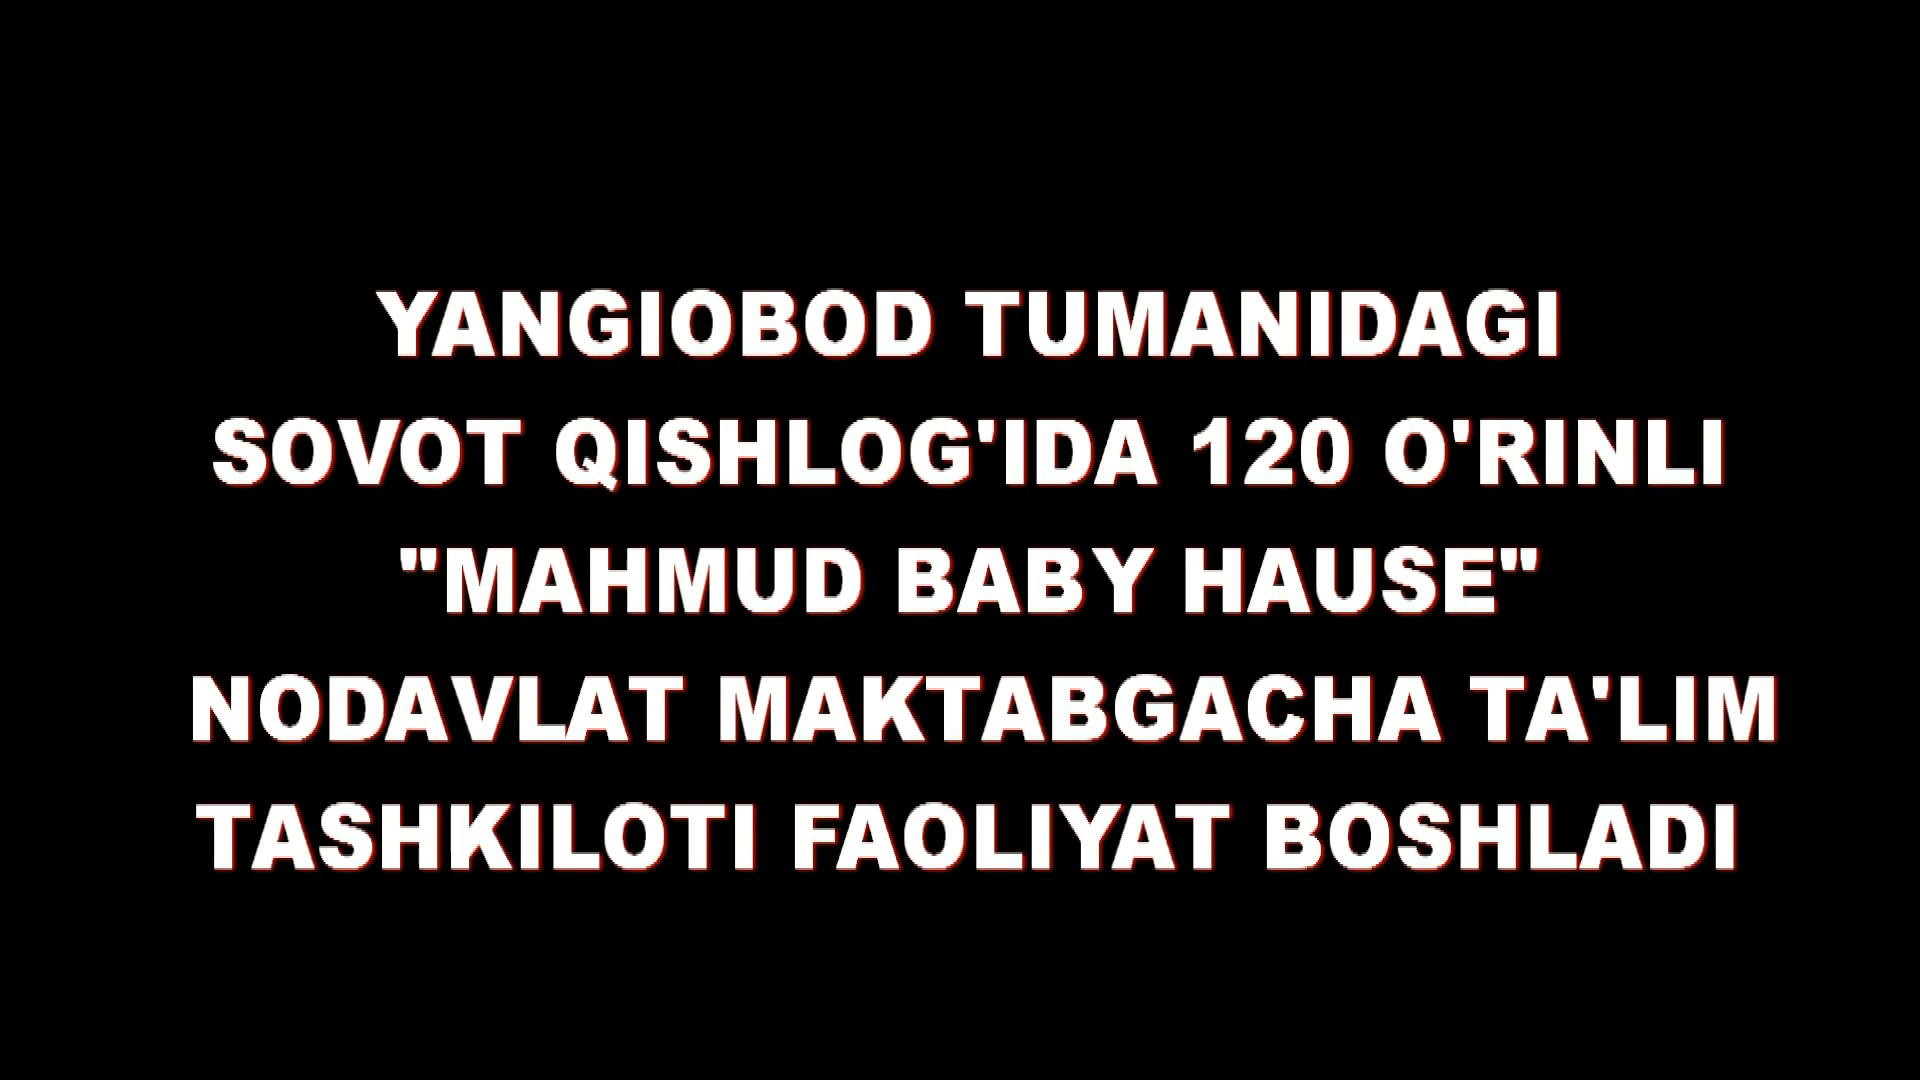 YANGIOBOD TUMANIDAGI
SOVOT QISHLOG'IDA 120 O'RINLI
"MAHMUD BABY HAUSE"
NODAVLAT MAKTABGACHA TA'LIM
TASHKILOTI FAOLIYAT BOSHLADI